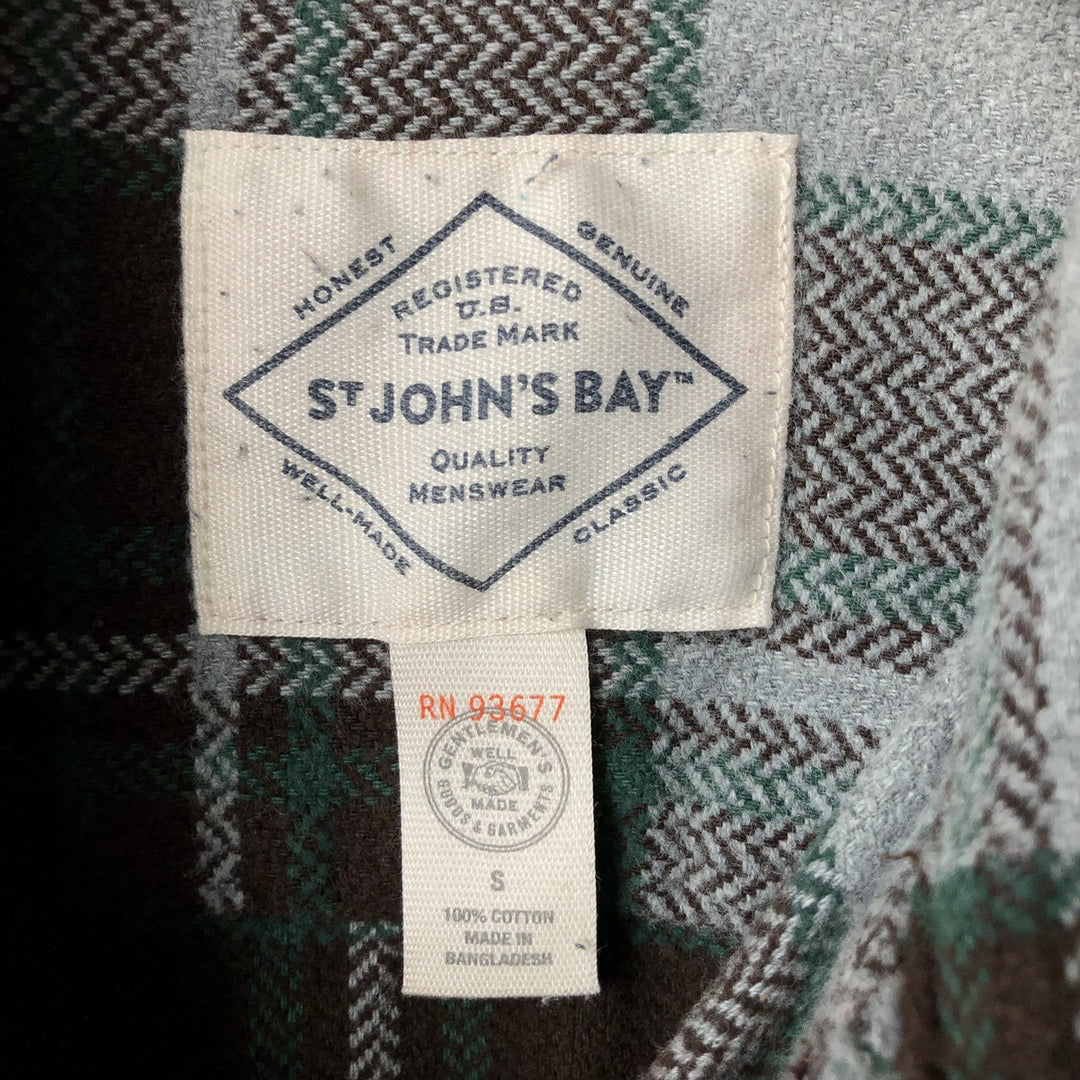 HONEST
GENUINE
REGISTERED
U.S.
TRADE MARK
ST JOHN'S BAY™
QUALITY
MENSWEAR
WELL-MADE
CLASSIC
RN 93677
GENTLEMEN'S
WELL
MADE
GOODS & GARMENTS
S
100% COTTON
MADE IN
BANGLADESH